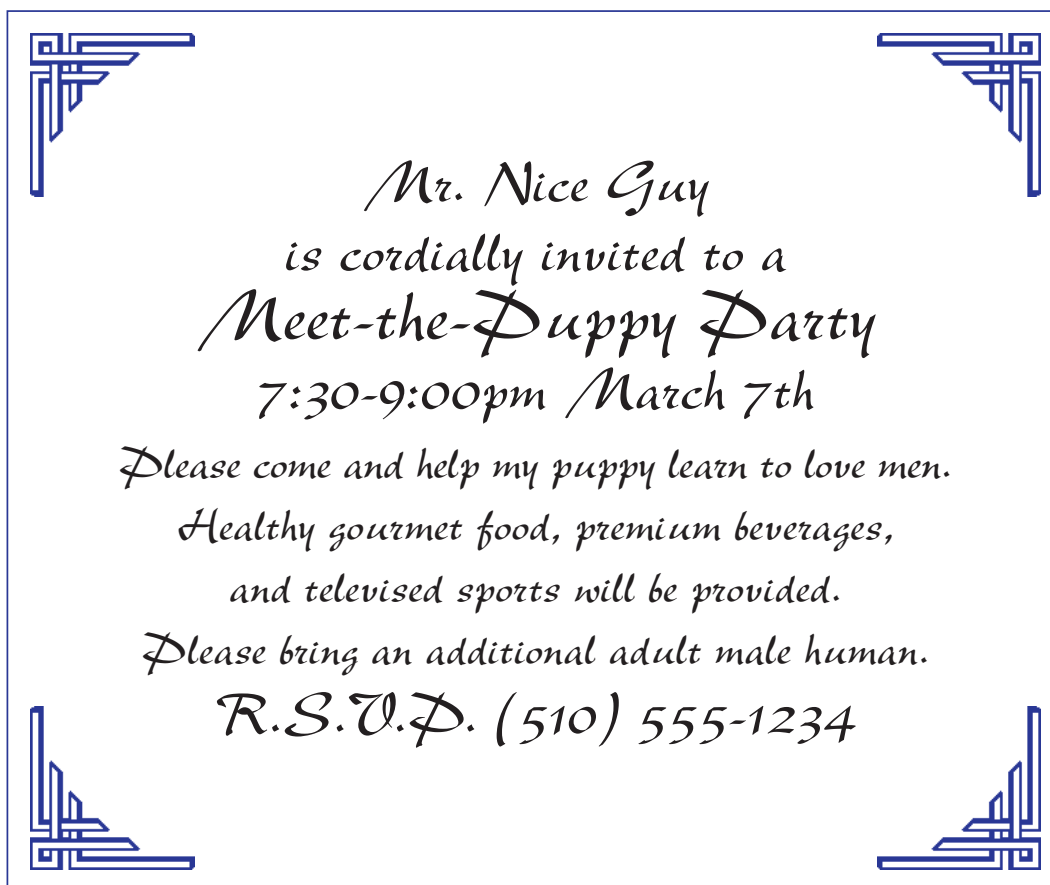 Mr. Nice Guy
is cordially invited to a
Meet-the-Puppy Party
7:30-9:00pm March 7th
Please come and help my puppy learn to love men.
Healthy gourmet food, premium beverages,
and televised sports will be provided.
Please bring an additional adult male human.
R.S.V.P. (510) 555-1234